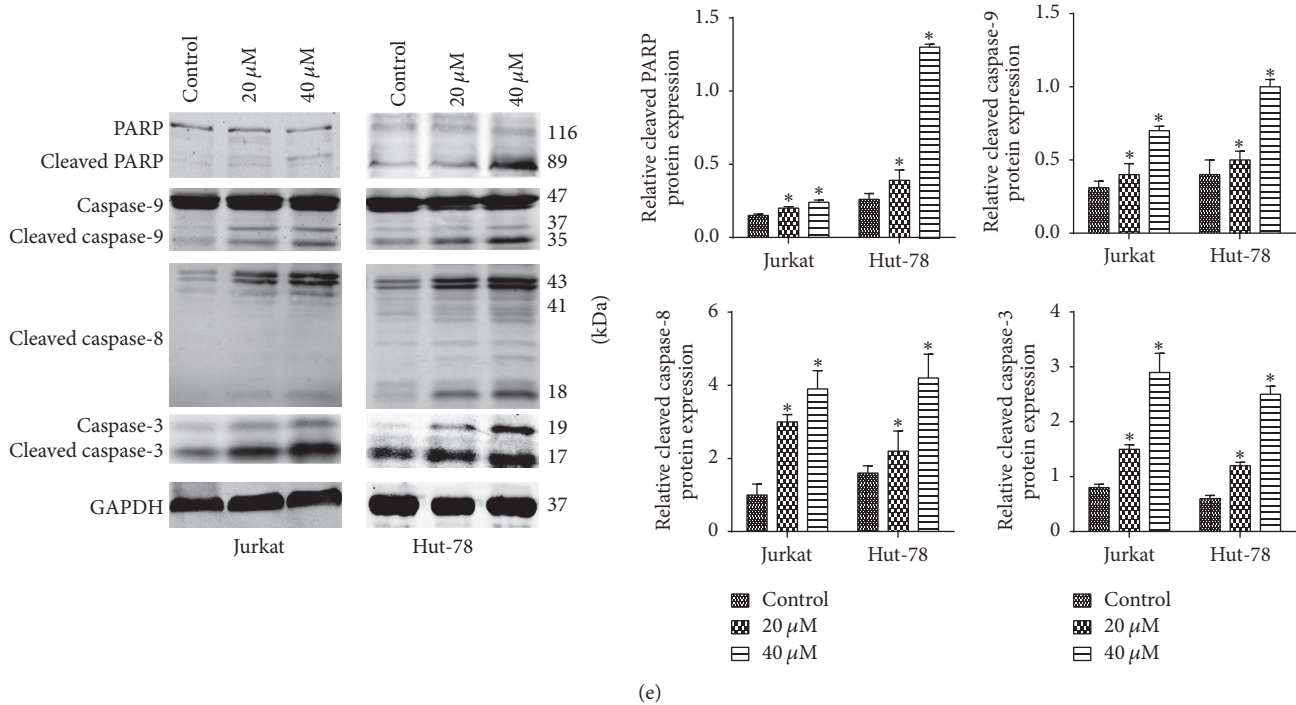 Control
20 µM
40 µM
Control
20 µM
40 µM
PARP
Cleaved PARP
Caspase-9
Cleaved caspase-9
Cleaved caspase-8
Caspase-3
Cleaved caspase-3
GAPDH
116
89
47
37
35
43
41
18
19
17
37
(kDa)
Jurkat Hut-78
Relative cleaved PARP
protein expression
1.5
1.0
0.5
0.0
* * * *
Jurkat Hut-78
Relative cleaved caspase-9
protein expression
1.5
1.0
0.5
0.0
* * * *
Jurkat Hut-78
Relative cleaved caspase-8
protein expression
6
4
2
0
* * * *
Jurkat Hut-78
Relative cleaved caspase-3
protein expression
4
3
2
1
0
* * * *
Jurkat Hut-78
Control
20 µM
40 µM
Control
20 µM
40 µM
(e)